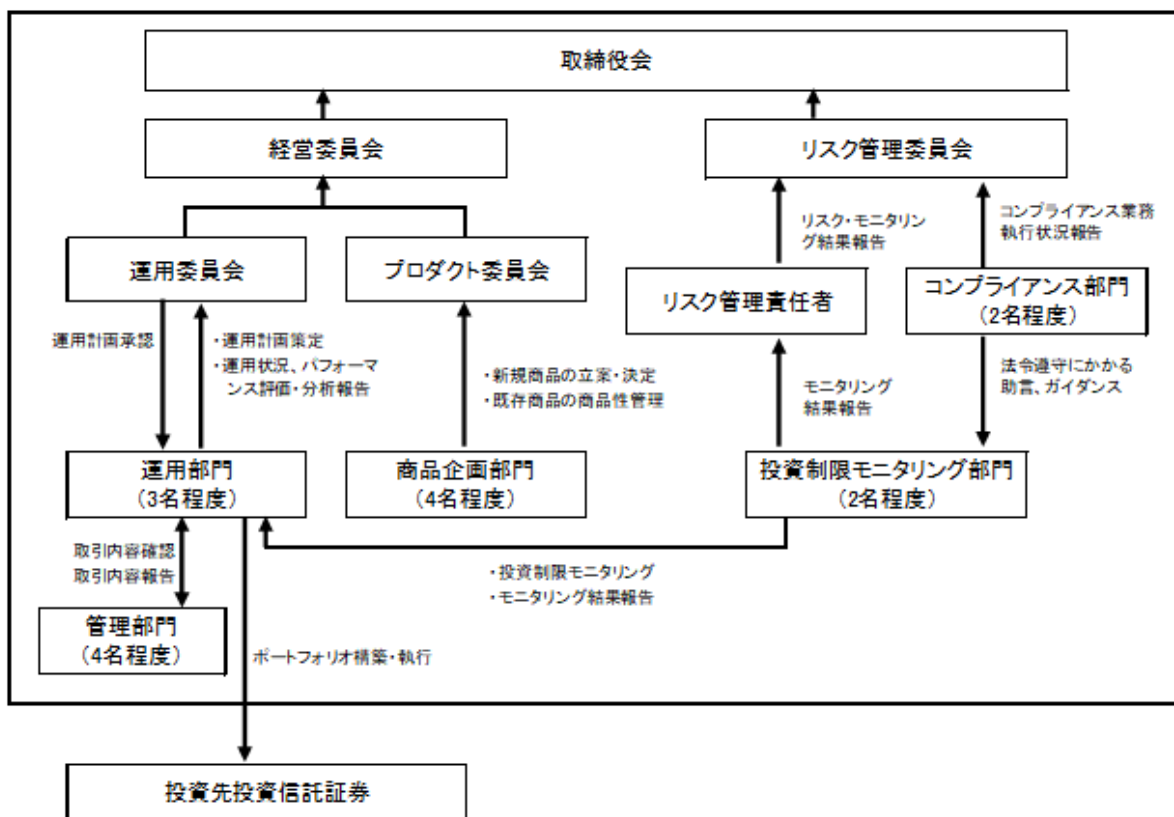 取締役会
経営委員会
リスク管理委員会
リスク・モニタリン
グ結果報告
コンプライアンス業務
執行状況報告
運用委員会
プロダクト委員会
リスク管理責任者
コンプライアンス部門
(2名程度)
運用計画承認
・運用計画策定
・運用状況、パフォーマ
ンス評価・分析報告
・新規商品の立案・決定
・既存商品の商品性管理
モニタリング
結果報告
法令遵守にかかる
助言、ガイダンス
運用部門
(3名程度)
商品企画部門
(4名程度)
投資制限モニタリング部門
(2名程度)
取引内容確認
取引内容報告
・投資制限モニタリング
・モニタリング結果報告
管理部門
(4名程度)
ポートフォリオ構築・執行
投資先投資信託証券